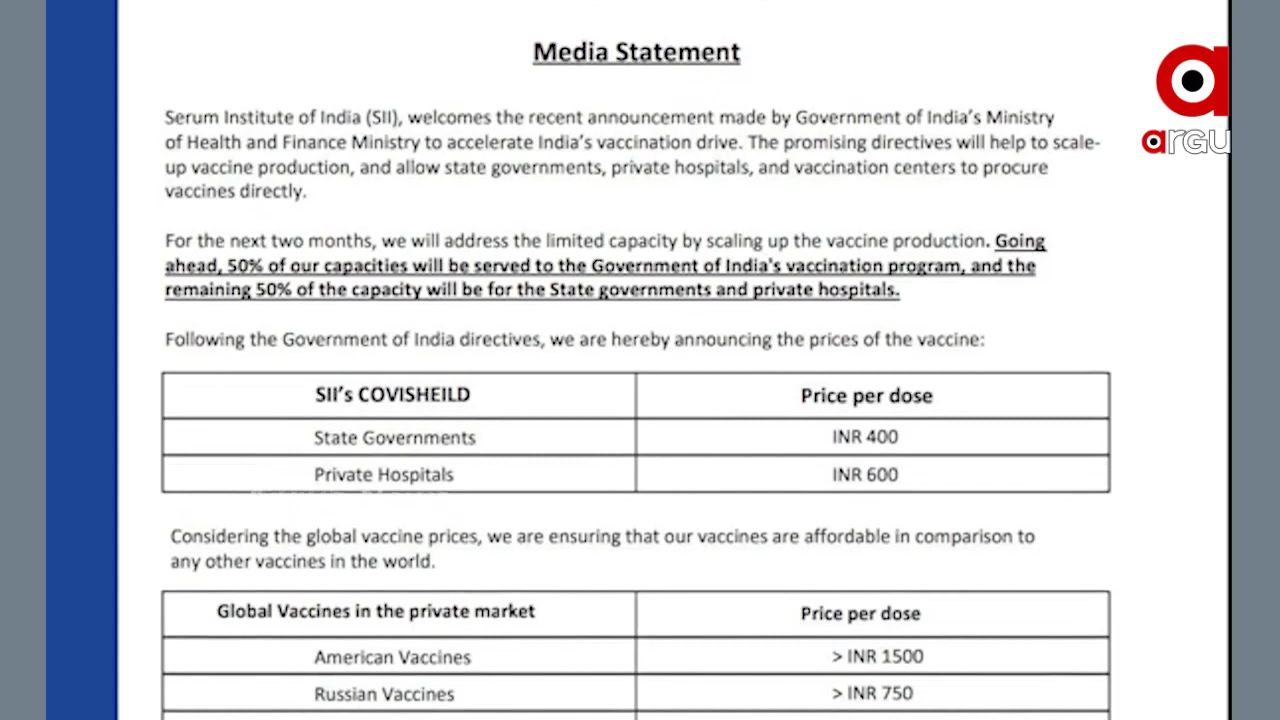 Media Statement
Serum Institute of India (SII), welcomes the recent announcement made by Government of India's Ministry
of Health and Finance Ministry to accelerate India's vaccination drive. The promising directives will help to scale-
up vaccine production, and allow state governments, private hospitals, and vaccination centers to procure
vaccines directly.
For the next two months, we will address the limited capacity by scaling up the vaccine production. Going
ahead, 50% of our capacities will be served to the Government of India's vaccination program, and the
remaining 50% of the capacity will be for the State governments and private hospitals.
Following the Government of India directives, we are hereby announcing the prices of the vaccine:
SII's COVISHEILD Price per dose
State Governments INR 400
Private Hospitals INR 600
Considering the global vaccine prices, we are ensuring that our vaccines are affordable in comparison to
any other vaccines in the world.
Global Vaccines in the private market Price per dose
American Vaccines > INR 1500
Russian Vaccines > INR 750
a
argu